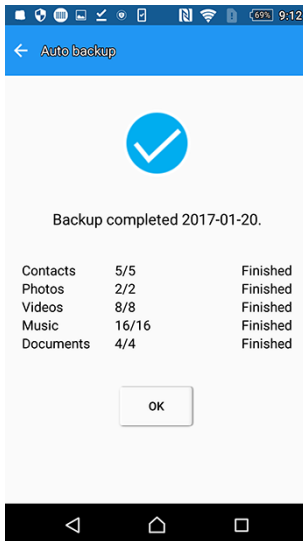 69% 9:12
Auto backup
Backup completed 2017-01-20.
Contacts 5/5 Finished
Photos 2/2 Finished
Videos 8/8 Finished
Music 16/16 Finished
Documents 4/4 Finished
OK